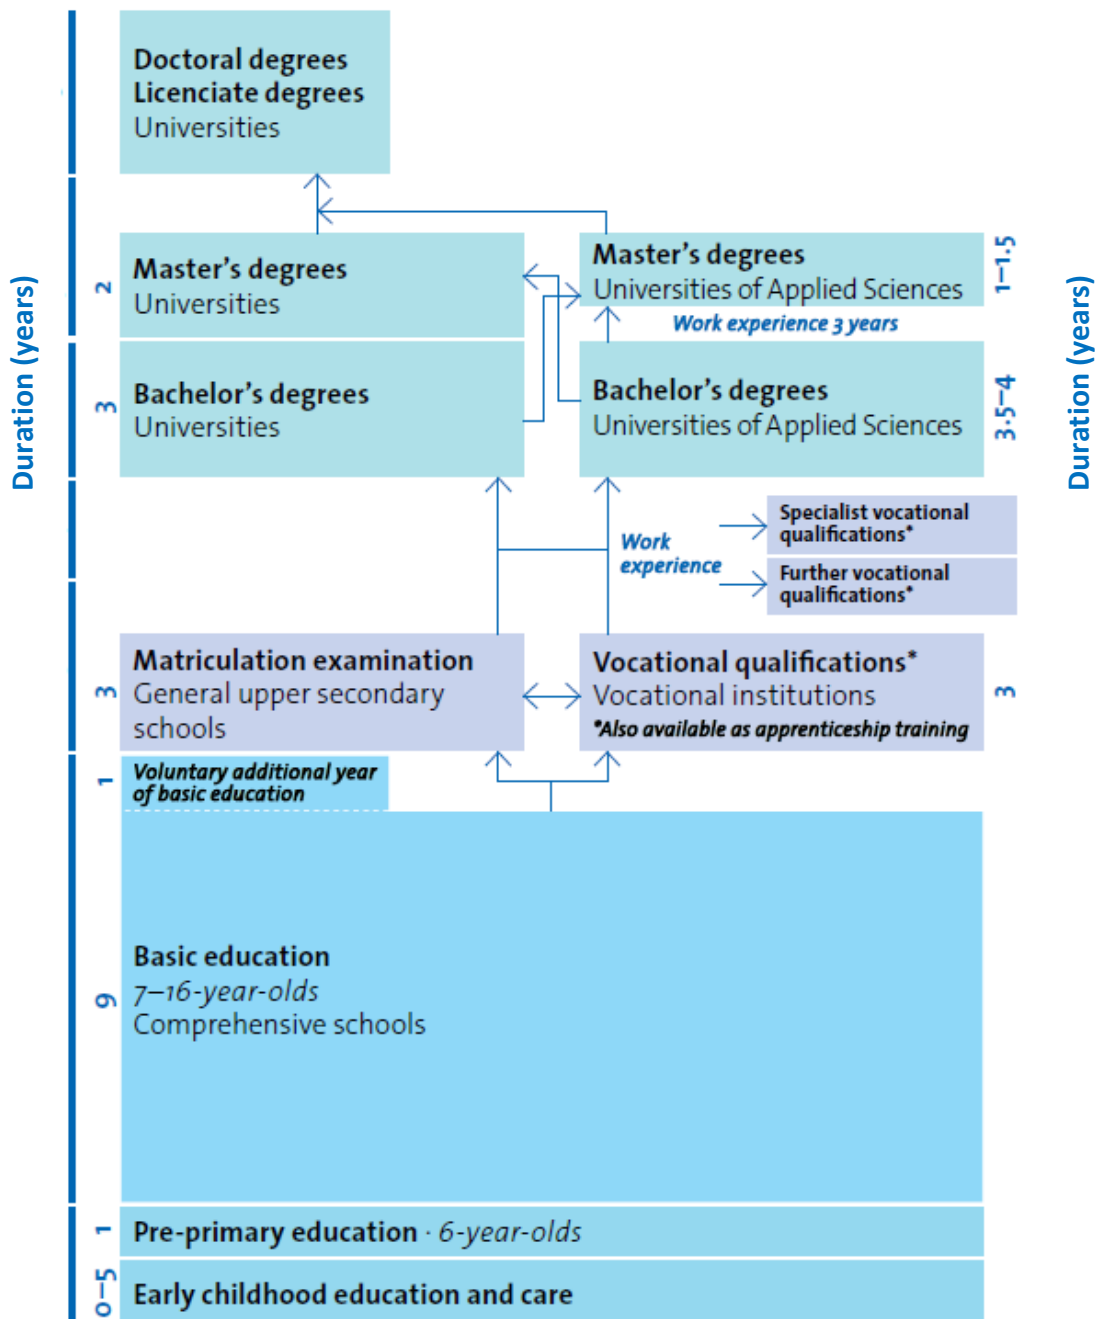 Doctoral degrees
Licenciate degrees
Universities
Duration (years)
2
Master's degrees
Universities
Master's degrees
Universities of Applied Sciences
1–1.5
Work experience 3 years
3
Bachelor's degrees
Universities
Bachelor's degrees
Universities of Applied Sciences
3.5–4
Duration (years)
Work
experience
Specialist vocational
qualifications*
Further vocational
qualifications*
3
Matriculation examination
General upper secondary
schools
Vocational qualifications*
Vocational institutions
*Also available as apprenticeship training
3
1
Voluntary additional year
of basic education
9
Basic education
7–16-year-olds
Comprehensive schools
1
Pre-primary education · 6-year-olds
0–5
Early childhood education and care